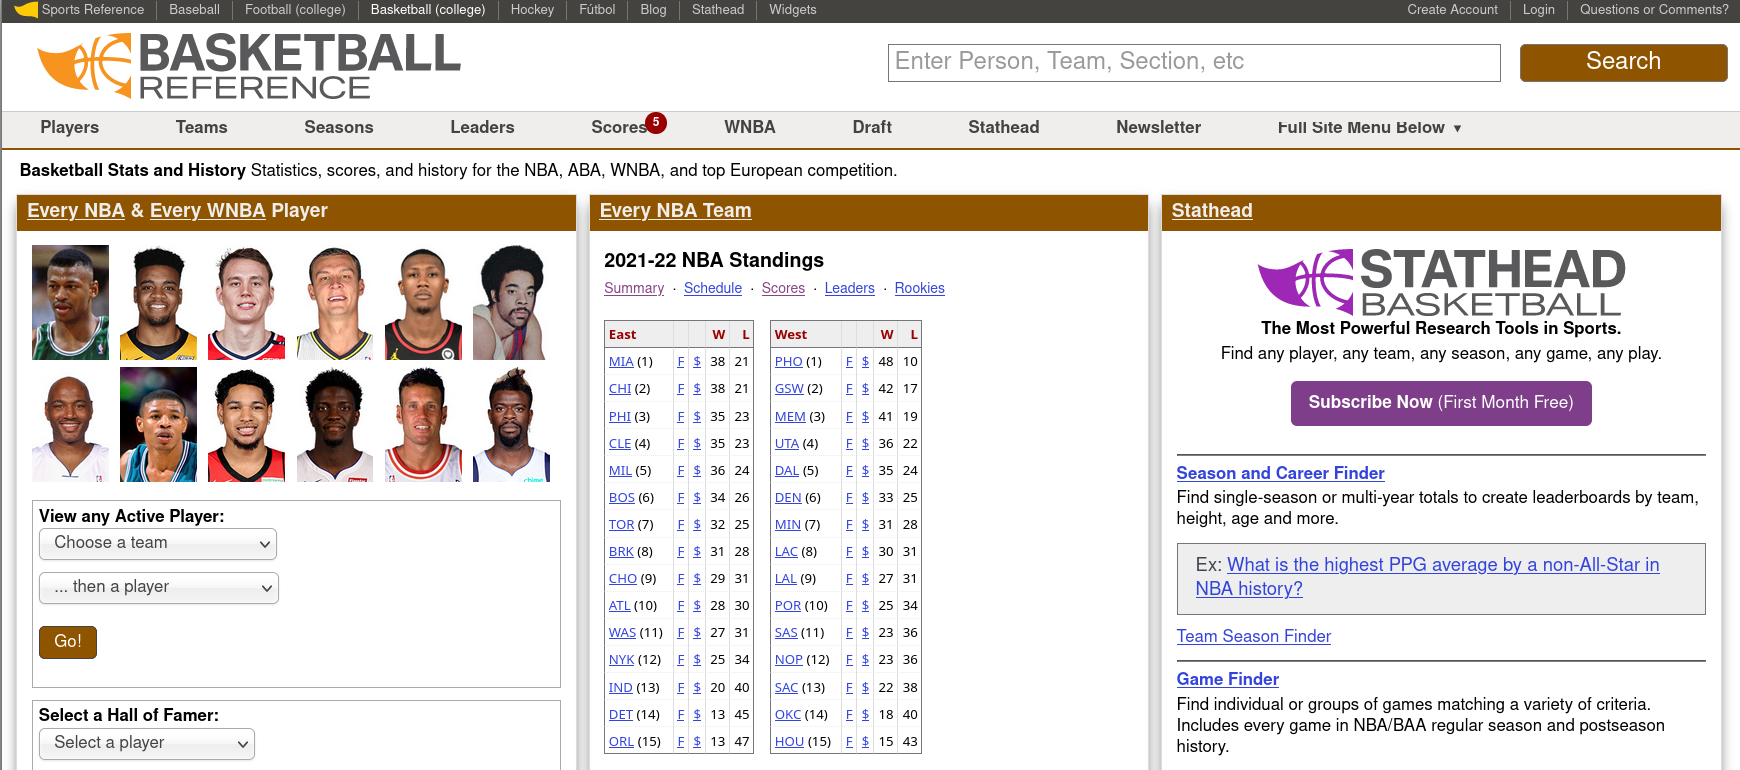 Sports Reference Baseball Football (college) Basketball (college) Hockey Fútbol Blog Stathead Widgets Create Account Login Questions or Comments?
BASKETBALL
REFERENCE
Enter Person, Team, Section, etc Search
Players Teams Seasons Leaders Scores 5 WNBA Draft Stathead Newsletter Full Site Menu Below ▼
Basketball Stats and History Statistics, scores, and history for the NBA, ABA, WNBA, and top European competition.
Every NBA & Every WNBA Player
View any Active Player:
Choose a team
... then a player
Go!
Select a Hall of Famer:
Select a player
Every NBA Team
2021-22 NBA Standings
Summary · Schedule · Scores · Leaders · Rookies
East W L
MIA (1) F $ 38 21
CHI (2) F $ 38 21
PHI (3) F $ 35 23
CLE (4) F $ 35 23
MIL (5) F $ 36 24
BOS (6) F $ 34 26
TOR (7) F $ 32 25
BRK (8) F $ 31 28
CHO (9) F $ 29 31
ATL (10) F $ 28 30
WAS (11) F $ 27 31
NYK (12) F $ 25 34
IND (13) F $ 20 40
DET (14) F $ 13 45
ORL (15) F $ 13 47
West W L
PHO (1) F $ 48 10
GSW (2) F $ 42 17
MEM (3) F $ 41 19
UTA (4) F $ 36 22
DAL (5) F $ 35 24
DEN (6) F $ 33 25
MIN (7) F $ 31 28
LAC (8) F $ 30 31
LAL (9) F $ 27 31
POR (10) F $ 25 34
SAS (11) F $ 23 36
NOP (12) F $ 23 36
SAC (13) F $ 22 38
OKC (14) F $ 18 40
HOU (15) F $ 15 43
Stathead
STATHEAD
BASKETBALL
The Most Powerful Research Tools in Sports.
Find any player, any team, any season, any game, any play.
Subscribe Now (First Month Free)
Season and Career Finder
Find single-season or multi-year totals to create leaderboards by team,
height, age and more.
Ex: What is the highest PPG average by a non-All-Star in
NBA history?
Team Season Finder
Game Finder
Find individual or groups of games matching a variety of criteria.
Includes every game in NBA/BAA regular season and postseason
history.